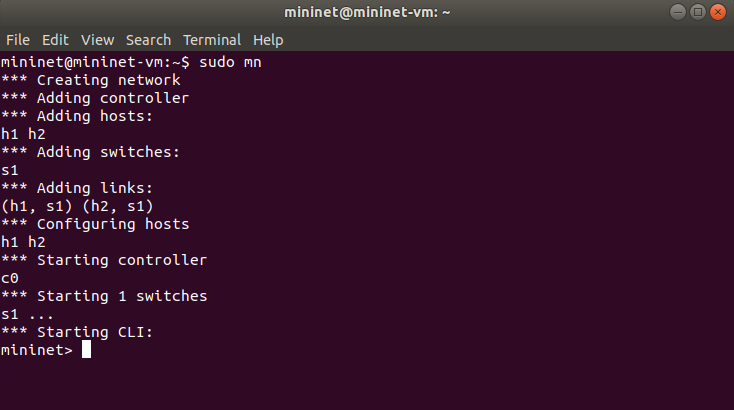 mininet@mininet-vm: ~
File Edit View Search Terminal Help
mininet@mininet-vm:~$ sudo mn
*** Creating network
*** Adding controller
*** Adding hosts:
h1 h2
*** Adding switches:
s1
*** Adding links:
(h1, s1) (h2, s1)
*** Configuring hosts
h1 h2
*** Starting controller
c0
*** Starting 1 switches
s1 ...
*** Starting CLI:
mininet>